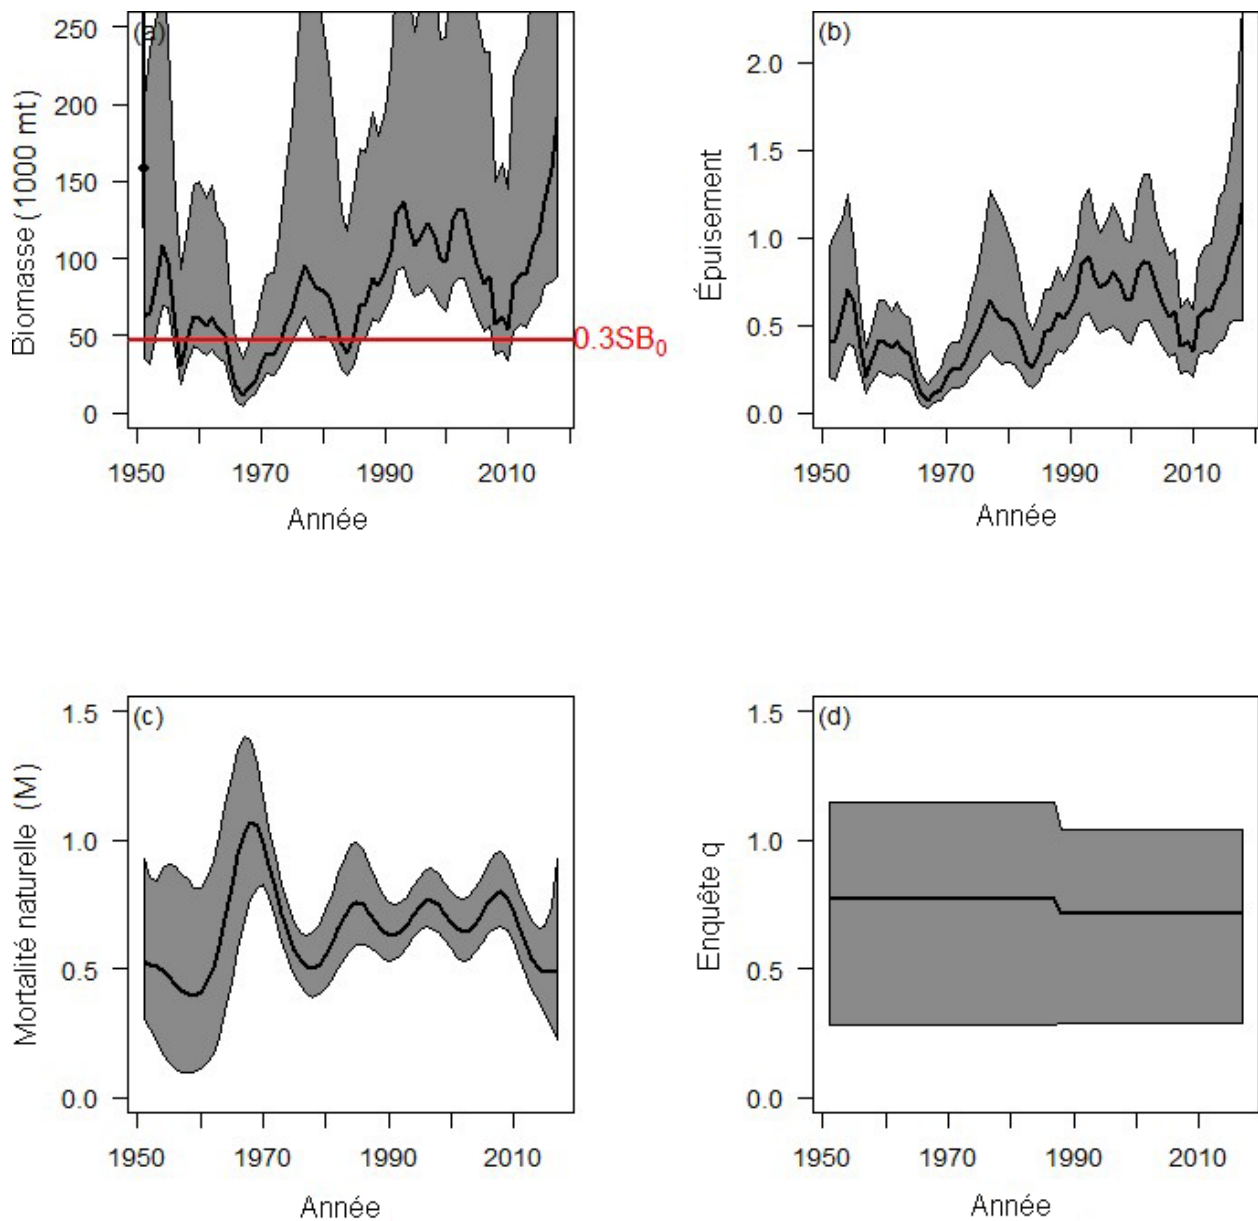 (a)
250
200
150
100
50
0
Biomasse (1000 mt)
0.3SB₀
1950 1970 1990 2010
Année
(b)
2.0
1.5
1.0
0.5
0.0
Épuisement
1950 1970 1990 2010
Année
(c)
1.5
1.0
0.5
0.0
Mortalité naturelle (M)
1950 1970 1990 2010
Année
(d)
1.5
1.0
0.5
0.0
Enquête q
1950 1970 1990 2010
Année